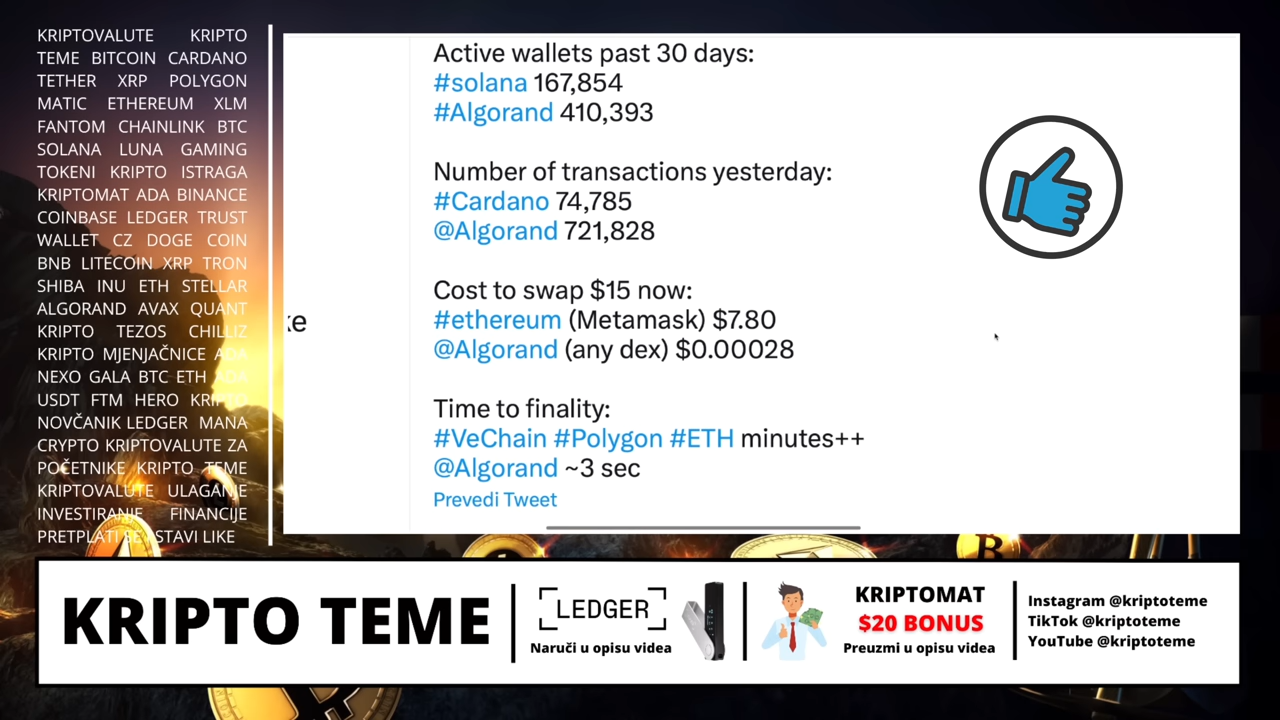 KRIPTOVALUTE KRIPTO
TEME BITCOIN CARDANO
TETHER XRP POLYGON
MATIC ETHEREUM XLM
FANTOM CHAINLINK BTC
SOLANA LUNA GAMING
TOKENI KRIPTO ISTRAGA
KRIPTOMAT ADA BINANCE
COINBASE LEDGER TRUST
WALLET CZ DOGE COIN
BNB LITECOIN XRP TRON
SHIBA INU ETH STELLAR
ALGORAND AVAX QUANT
KRIPTO TEZOS CHILLIZ
KRIPTO MJENJAČNICE ADA
NEXO GALA BTC ETH ADA
USDT FTM HERO KRIPTO
NOVČANIK LEDGER MANA
CRYPTO KRIPTOVALUTE ZA
POČETNIKE KRIPTO TEME
KRIPTOVALUTE ULAGANJE
INVESTIRANJE FINANCIJE
PRETPLATI SE OSTAVI LIKE
Active wallets past 30 days:
#solana 167,854
#Algorand 410,393
Number of transactions yesterday:
#Cardano 74,785
@Algorand 721,828
Cost to swap $15 now:
#ethereum (Metamask) $7.80
@Algorand (any dex) $0.00028
Time to finality:
#VeChain #Polygon #ETH minutes++
@Algorand ~3 sec
Prevedi Tweet
KRIPTO TEME
LEDGER
Naruči u opisu videa
KRIPTOMAT
$20 BONUS
Preuzmi u opisu videa
Instagram @kriptoteme
TikTok @kriptoteme
YouTube @kriptoteme